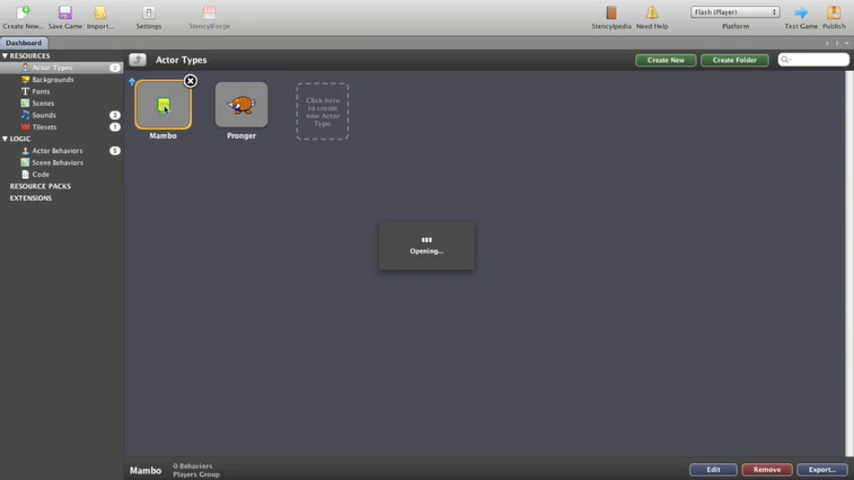 Create New...
Save Game
Import...
Settings
StencylForge
Stencylpedia
Need Help
Flash (Player)
Platform
Test Game
Publish
Dashboard
RESOURCES
Actor Types
2
Backgrounds
Fonts
Scenes
Sounds
2
Tilesets
1
LOGIC
Actor Behaviors
5
Scene Behaviors
Code
RESOURCE PACKS
EXTENSIONS
Actor Types
Create New
Create Folder
Mambo
Pronger
Click here
to create
new Actor
Type.
Opening...
Mambo
0 Behaviors
Players Group
Edit
Remove
Export...